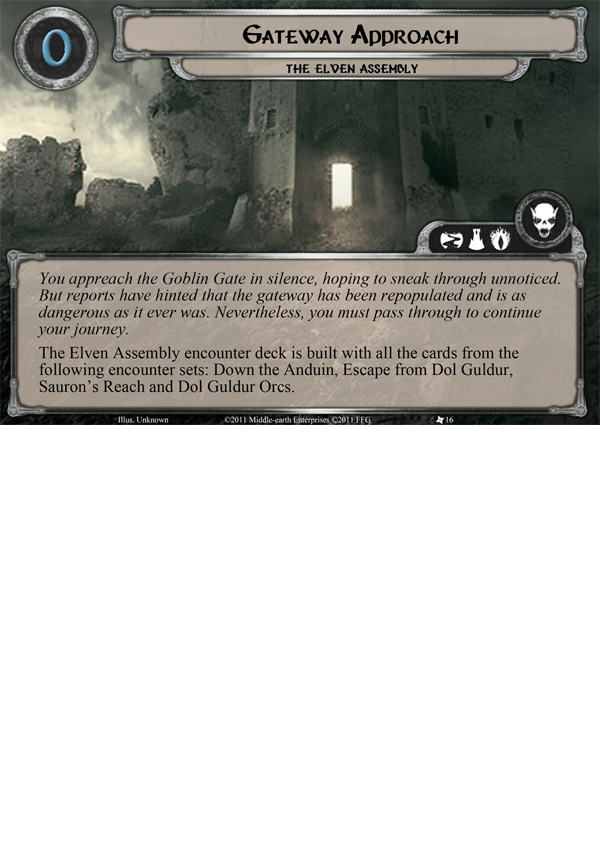 0
Gateway Approach
The Elven Assembly
You appreach the Goblin Gate in silence, hoping to sneak through unnoticed.
But reports have hinted that the gateway has been repopulated and is as
dangerous as it ever was. Nevertheless, you must pass through to continue
your journey.
The Elven Assembly encounter deck is built with all the cards from the
following encounter sets: Down the Anduin, Escape from Dol Guldur,
Sauron's Reach and Dol Guldur Orcs.
Illus. Unknown ©2011 Middle-earth Enterprises ©2011 FFG 16